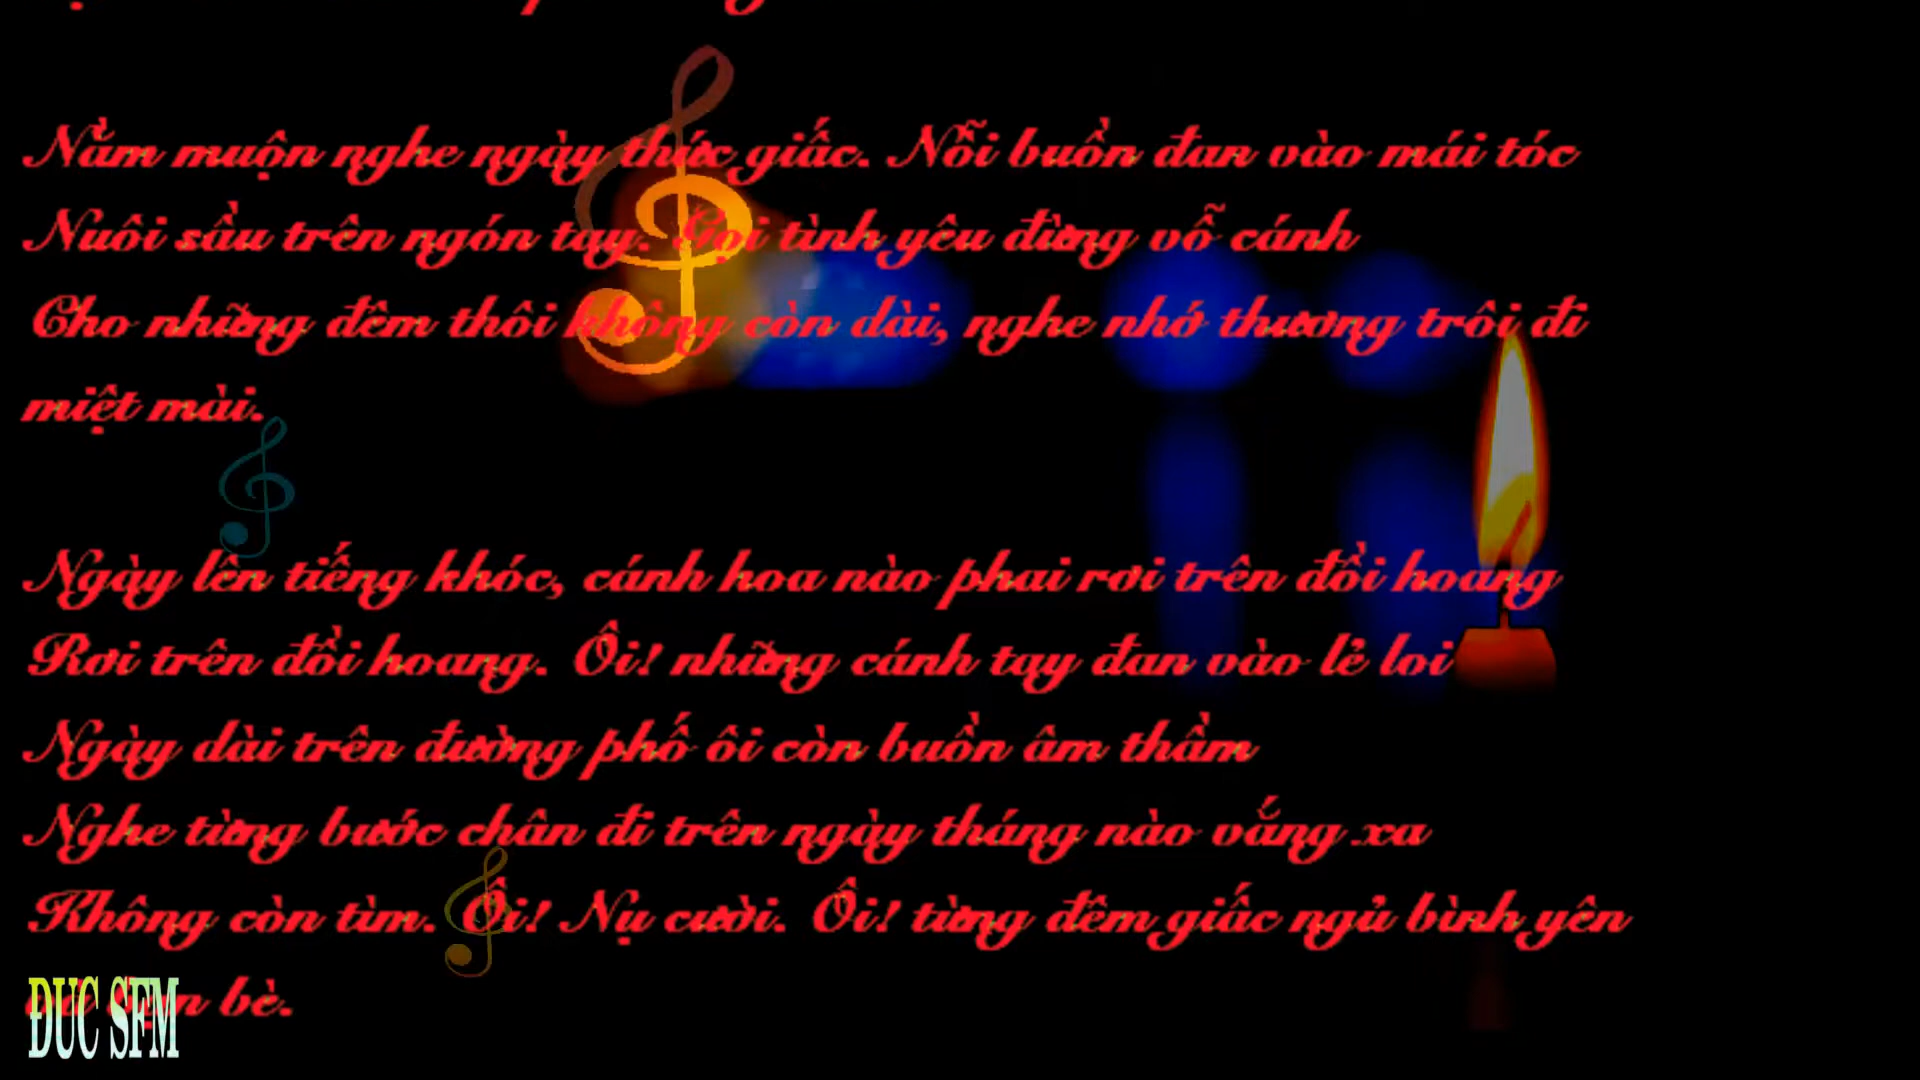 Nằm muộn nghe ngày thức giấc. Nỗi buồn đan vào mái tóc
Nuôi sầu trên ngón tay. Gọi tình yêu đừng vỗ cánh
Cho những đêm thôi không còn dài, nghe nhớ thương trôi đi
miệt mài.
Ngày lên tiếng khóc, cánh hoa nào phai rơi trên đồi hoang
Rơi trên đồi hoang. Ôi! những cánh tay đan vào lẻ loi
Ngày dài trên đường phố ôi còn buồn âm thầm
Nghe từng bước chân đi trên ngày tháng nào vắng xa
Không còn tìm. Ôi! Nụ cười. Ôi! từng đêm giấc ngủ bình yên
bè.
ĐUC SFM